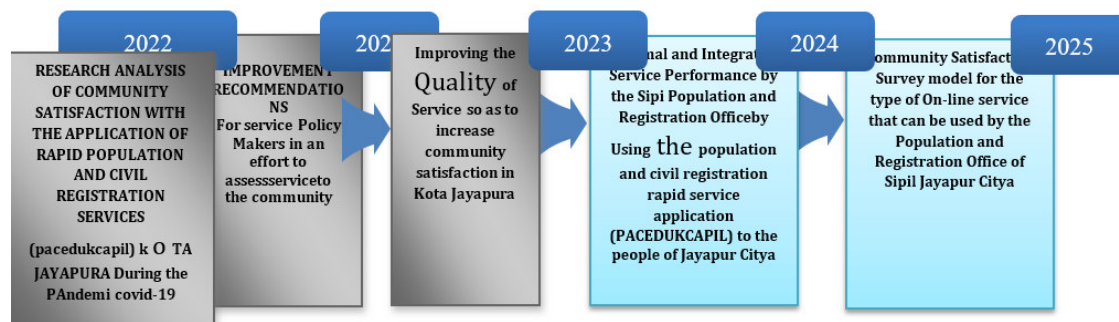 2022
RESEARCH ANALYSIS
OF COMMUNITY
SATISFACTION WITH
THE APPLICATION OF
RAPID POPULATION
AND CIVIL
REGISTRATION
SERVICES
(pacedukcapil) k O TA
JAYAPURA During the
PAndemi covid-19
IMPROVEMENT
RECOMMENDATIO
NS
For service Policy
Makers in an
effort to
assessserviceto
the community
Improving the
Quality of
Service so as to
increase
community
satisfaction in
Kota Jayapura
2023
and Integrat
Service Performance by
the Sipi Population and
Registration Officeby
Using the population
and civil registration
rapid service
application
(PACEDUKCAPIL) to the
people of Jayapur Citya
2024
Satisfac
Survey model for the
type of On-line service
that can be used by the
Population and
Registration Office of
Sipil Jayapur Citya
2025